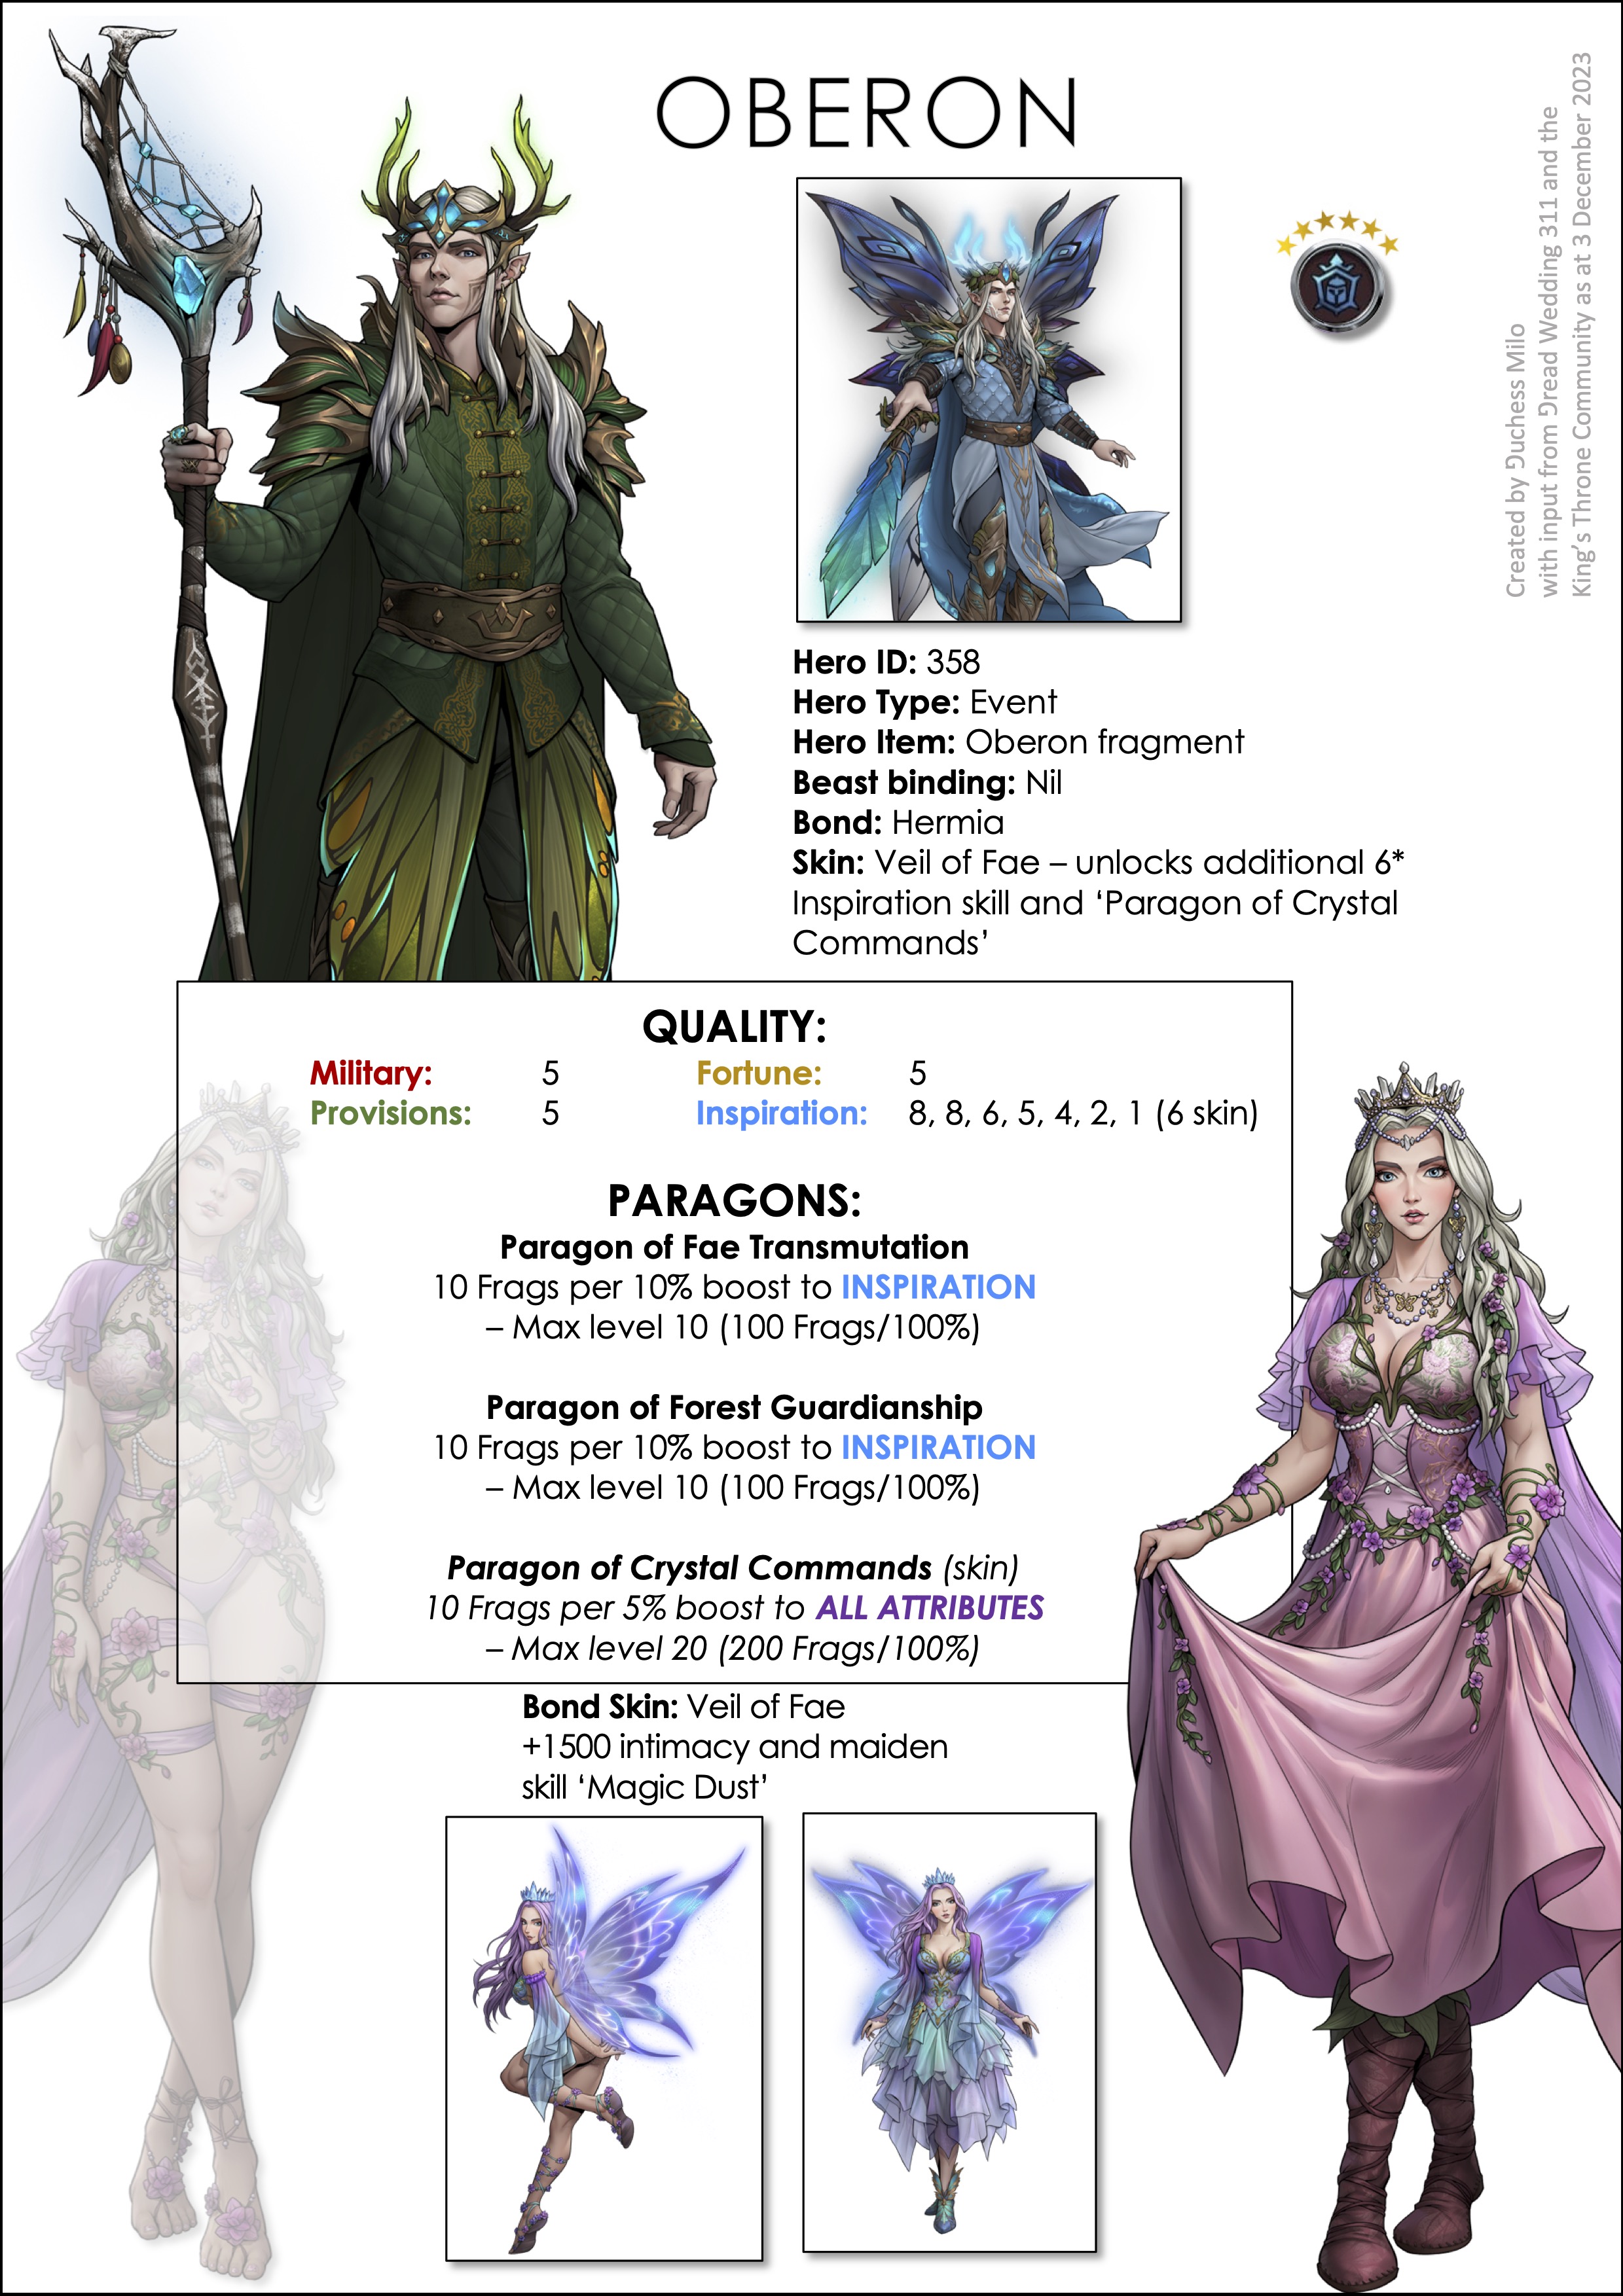 OBERON
Created by Duchess Milo
with input from Dread Wedding 311 and the
King's Throne Community as at 3 December 2023
Hero ID: 358
Hero Type: Event
Hero Item: Oberon fragment
Beast binding: Nil
Bond: Hermia
Skin: Veil of Fae – unlocks additional 6*
Inspiration skill and ‘Paragon of Crystal
Commands’
QUALITY:
Military: 5 Fortune: 5
Provisions: 5 Inspiration: 8, 8, 6, 5, 4, 2, 1 (6 skin)
PARAGONS:
Paragon of Fae Transmutation
10 Frags per 10% boost to INSPIRATION
– Max level 10 (100 Frags/100%)
Paragon of Forest Guardianship
10 Frags per 10% boost to INSPIRATION
– Max level 10 (100 Frags/100%)
Paragon of Crystal Commands (skin)
10 Frags per 5% boost to ALL ATTRIBUTES
– Max level 20 (200 Frags/100%)
Bond Skin: Veil of Fae
+1500 intimacy and maiden
skill ‘Magic Dust’